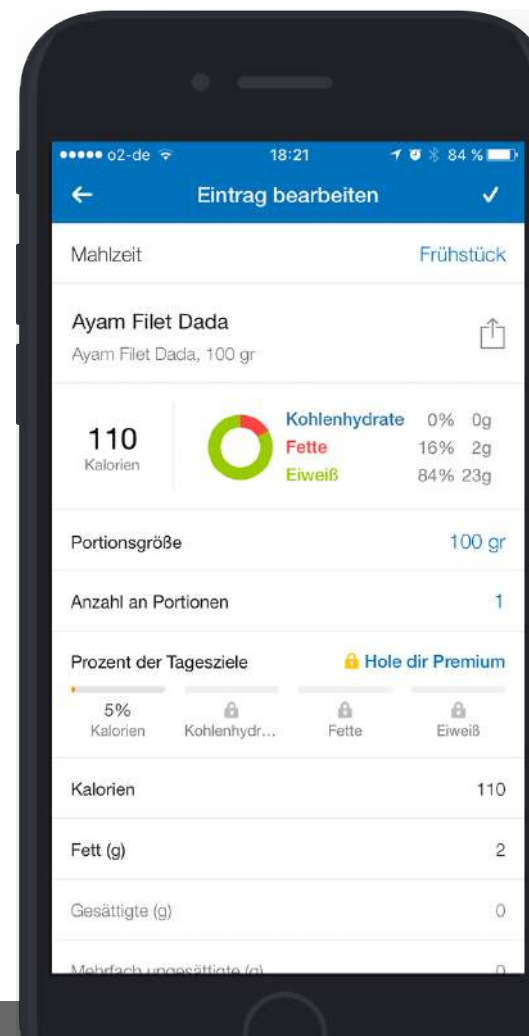 o2-de 18:21 84 %
Eintrag bearbeiten
Mahlzeit Frühstück
Ayam Filet Dada
Ayam Filet Dada, 100 gr
110
Kalorien
Kohlenhydrate 0% 0g
Fette 16% 2g
Eiweiß 84% 23g
Portionsgröße 100 gr
Anzahl an Portionen 1
Prozent der Tagesziele Hole dir Premium
5%
Kalorien Kohlenhydr... Fette Eiweiß
Kalorien 110
Fett (g) 2
Gesättigte (g) 0
Mehrfach ungesättigte (g) 0